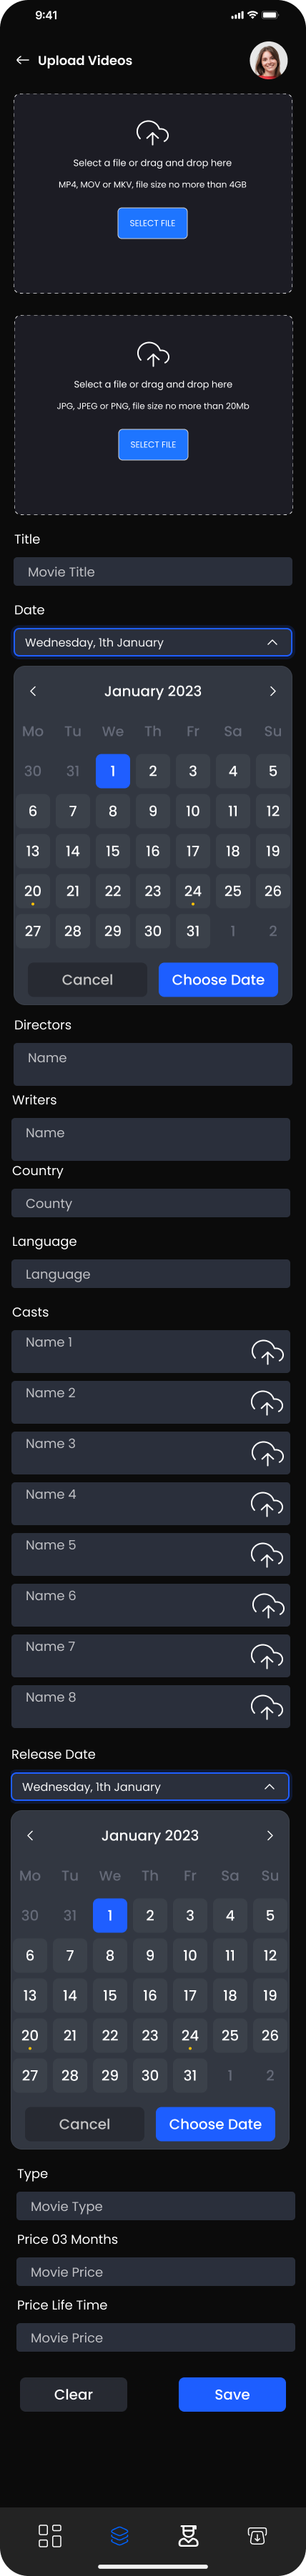 9:41
Upload Videos
Select a file or drag and drop here
MP4, MOV or MKV, file size no more than 4GB
SELECT FILE
Select a file or drag and drop here
JPG, JPEG or PNG, file size no more than 20Mb
SELECT FILE
Title
Movie Title
Date
Wednesday, 1th January
January 2023
Mo Tu We Th Fr Sa Su
30 31 1 2 3 4 5
6 7 8 9 10 11 12
13 14 15 16 17 18 19
20 21 22 23 24 25 26
27 28 29 30 31 1 2
Cancel Choose Date
Directors
Name
Writers
Name
Country
County
Language
Language
Casts
Name 1
Name 2
Name 3
Name 4
Name 5
Name 6
Name 7
Name 8
Release Date
Wednesday, 1th January
January 2023
Mo Tu We Th Fr Sa Su
30 31 1 2 3 4 5
6 7 8 9 10 11 12
13 14 15 16 17 18 19
20 21 22 23 24 25 26
27 28 29 30 31 1 2
Cancel Choose Date
Type
Movie Type
Price 03 Months
Movie Price
Price Life Time
Movie Price
Clear Save